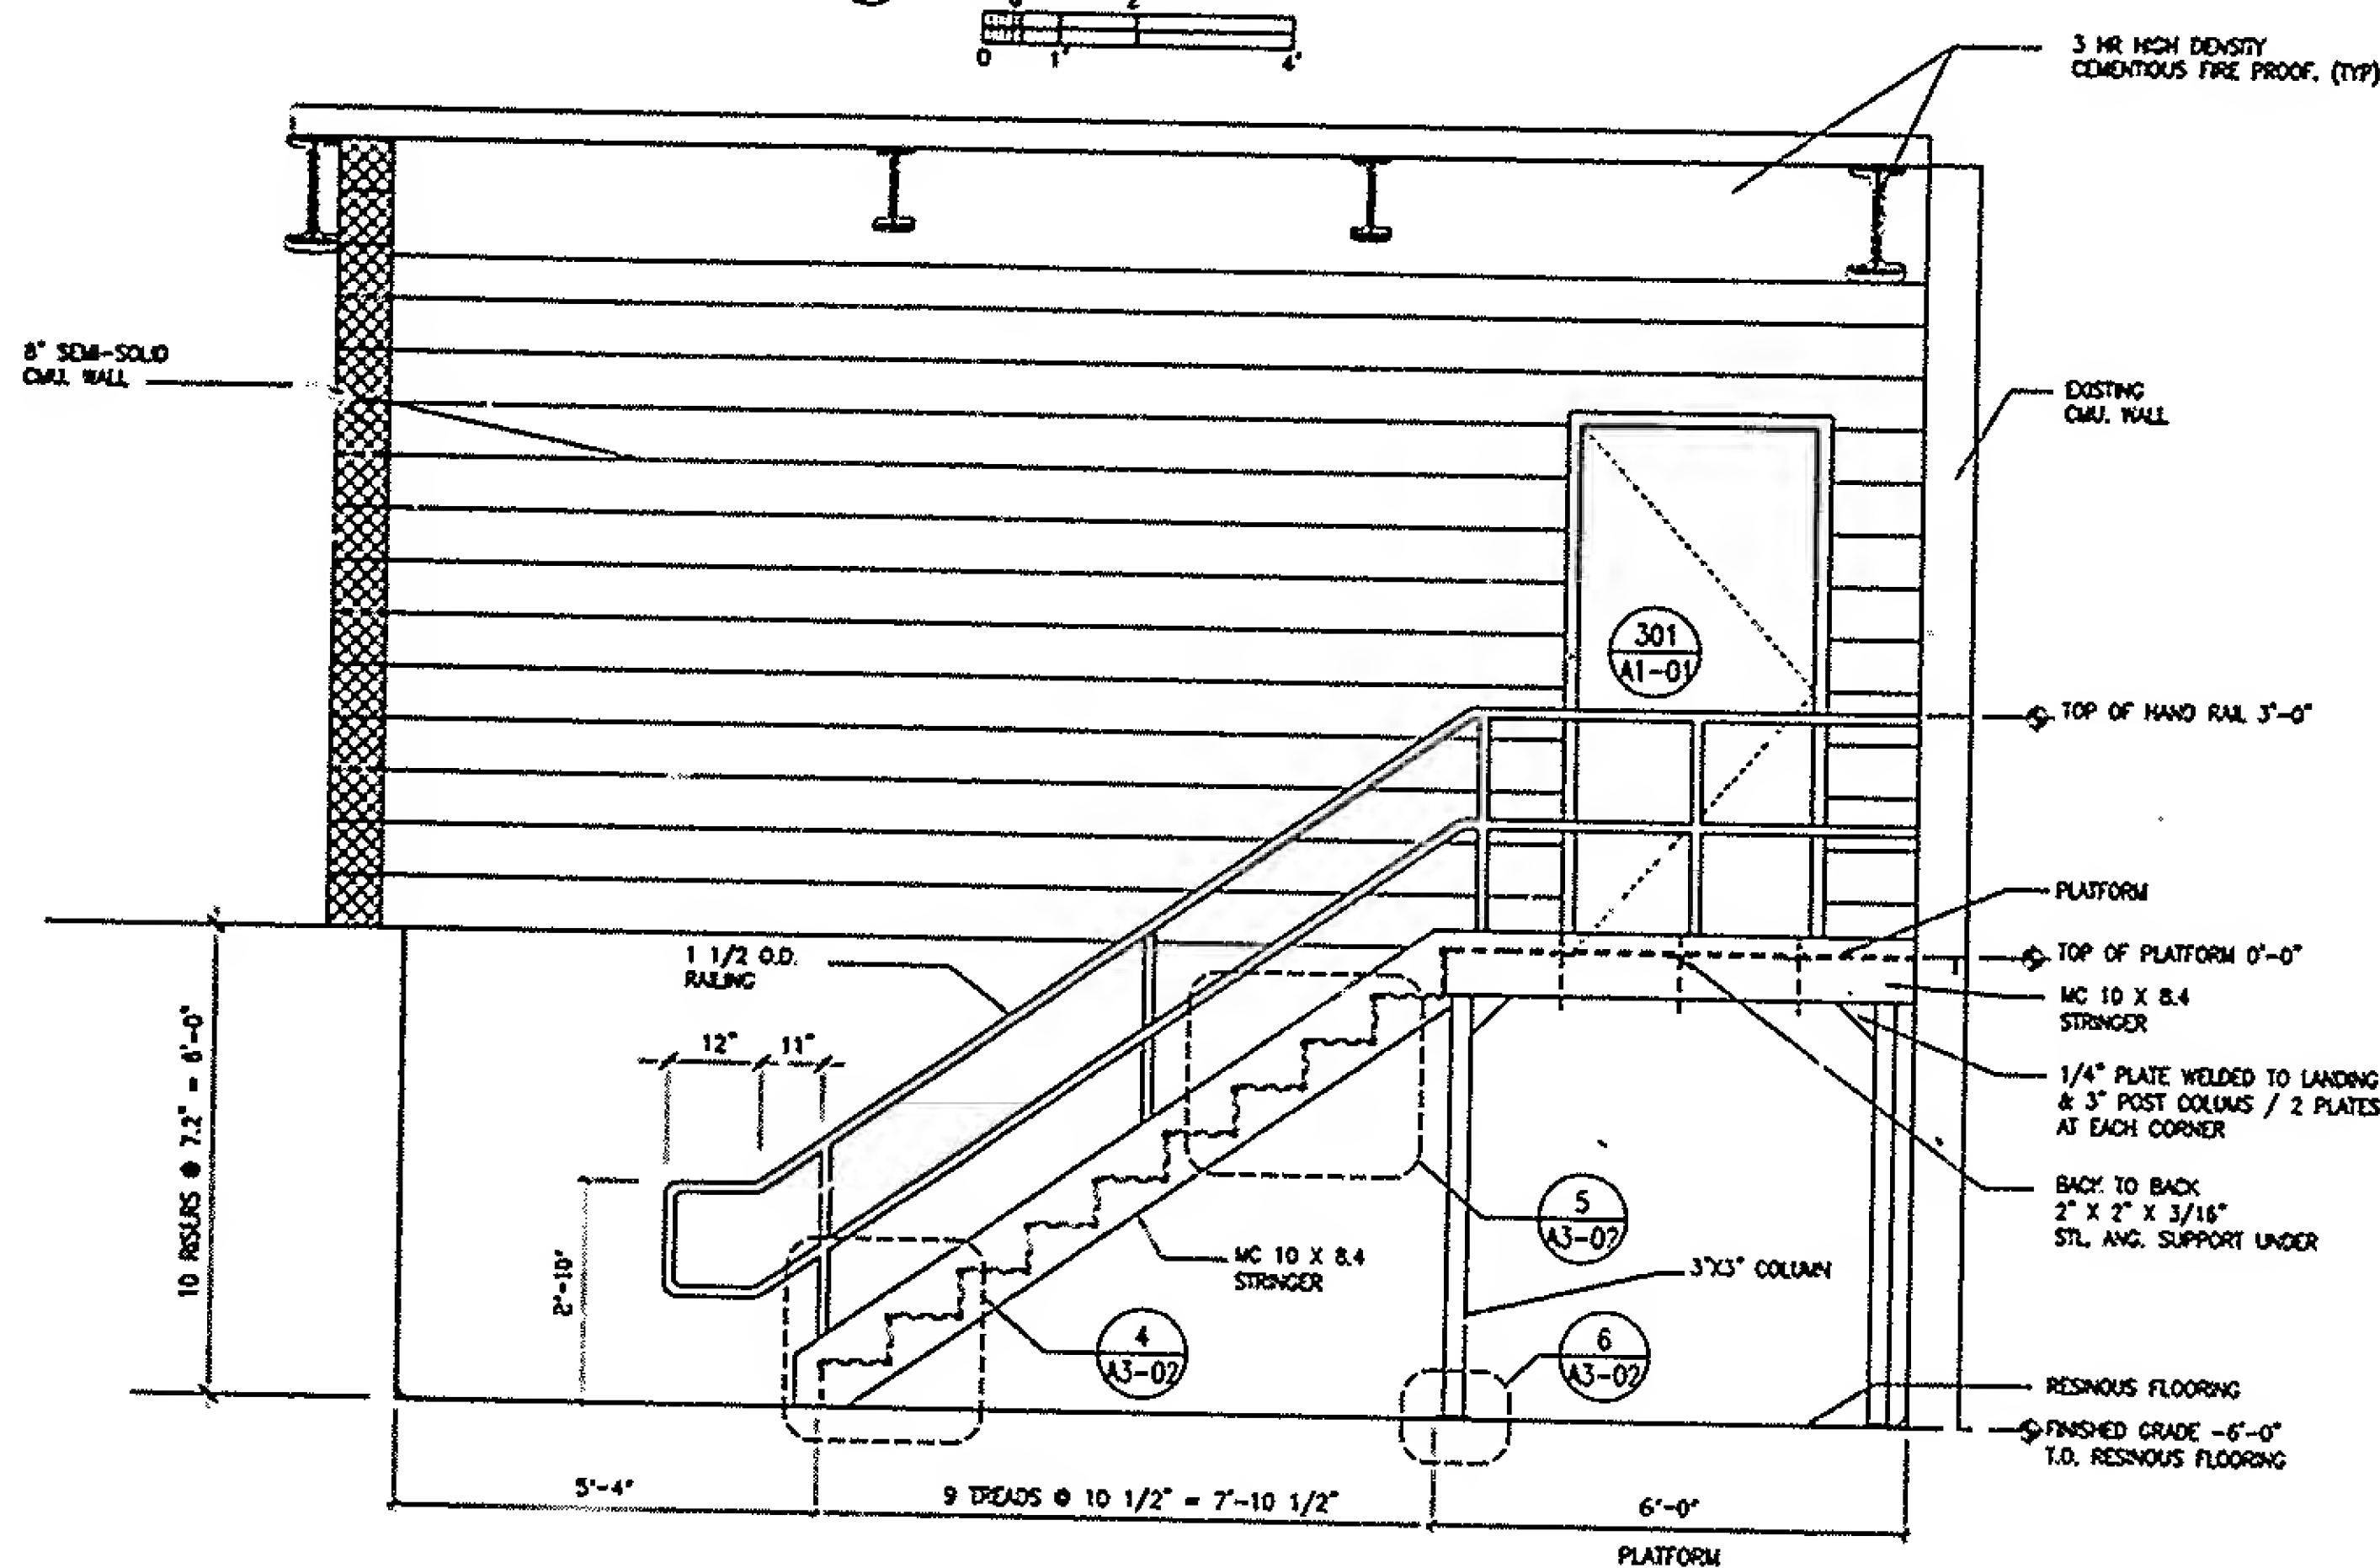 0 1' 4'
2
3 HR HIGH DENSITY
CEMENTIOUS FIRE PROOF. (TYP)
8" SEMI-SOLID
CMU. WALL
EXISTING
CMU. WALL
301
A1-01
TOP OF HAND RAIL 3'-0"
PLATFORM
TOP OF PLATFORM 0'-0"
MC 10 X 8.4
STRINGER
1 1/2 O.D.
RAILING
12" 11"
10 RISERS @ 7.2" = 6'-0"
2'-10"
1/4" PLATE WELDED TO LANDING
& 3" POST COLUMS / 2 PLATES
AT EACH CORNER
BACK TO BACK
2" X 2" X 3/16"
STL. ANG. SUPPORT UNDER
5
A3-02
MC 10 X 8.4
STRINGER
3"X3" COLUMN
4
A3-02
6
A3-02
RESINOUS FLOORING
FINISHED GRADE -6'-0"
T.O. RESINOUS FLOORING
5'-4"
9 TREADS @ 10 1/2" = 7'-10 1/2"
6'-0"
PLATFORM